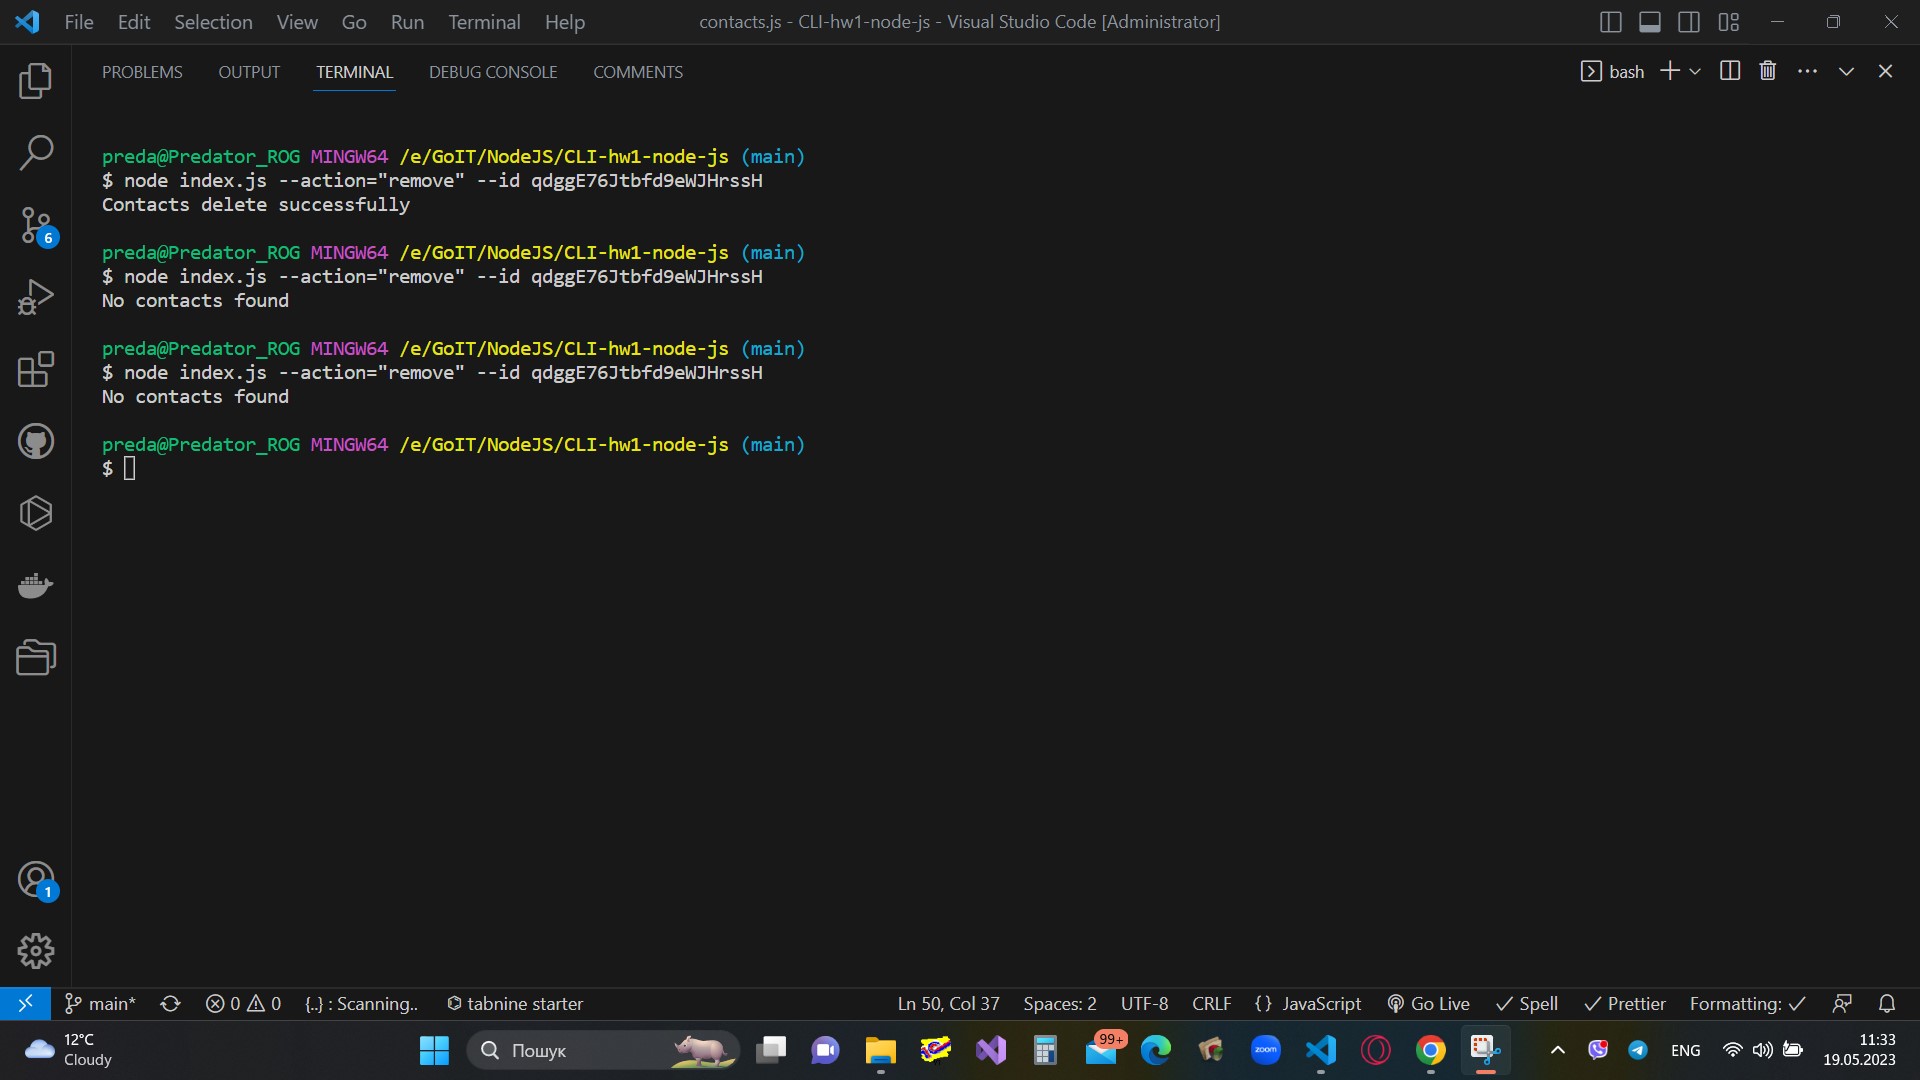 File Edit Selection View Go Run Terminal Help contacts.js - CLI-hw1-node-js - Visual Studio Code [Administrator]
PROBLEMS OUTPUT TERMINAL DEBUG CONSOLE COMMENTS bash
preda@Predator_ROG MINGW64 /e/GoIT/NodeJS/CLI-hw1-node-js (main)
$ node index.js --action="remove" --id qdggE76Jtbfd9eWJHrssH
Contacts delete successfully
preda@Predator_ROG MINGW64 /e/GoIT/NodeJS/CLI-hw1-node-js (main)
$ node index.js --action="remove" --id qdggE76Jtbfd9eWJHrssH
No contacts found
preda@Predator_ROG MINGW64 /e/GoIT/NodeJS/CLI-hw1-node-js (main)
$ node index.js --action="remove" --id qdggE76Jtbfd9eWJHrssH
No contacts found
preda@Predator_ROG MINGW64 /e/GoIT/NodeJS/CLI-hw1-node-js (main)
$
6
1
main* 0 0 {..} : Scanning.. tabnine starter Ln 50, Col 37 Spaces: 2 UTF-8 CRLF {} JavaScript Go Live Spell Prettier Formatting:
12°C
Cloudy
Пошук
99+
zoom
ENG
11:33
19.05.2023